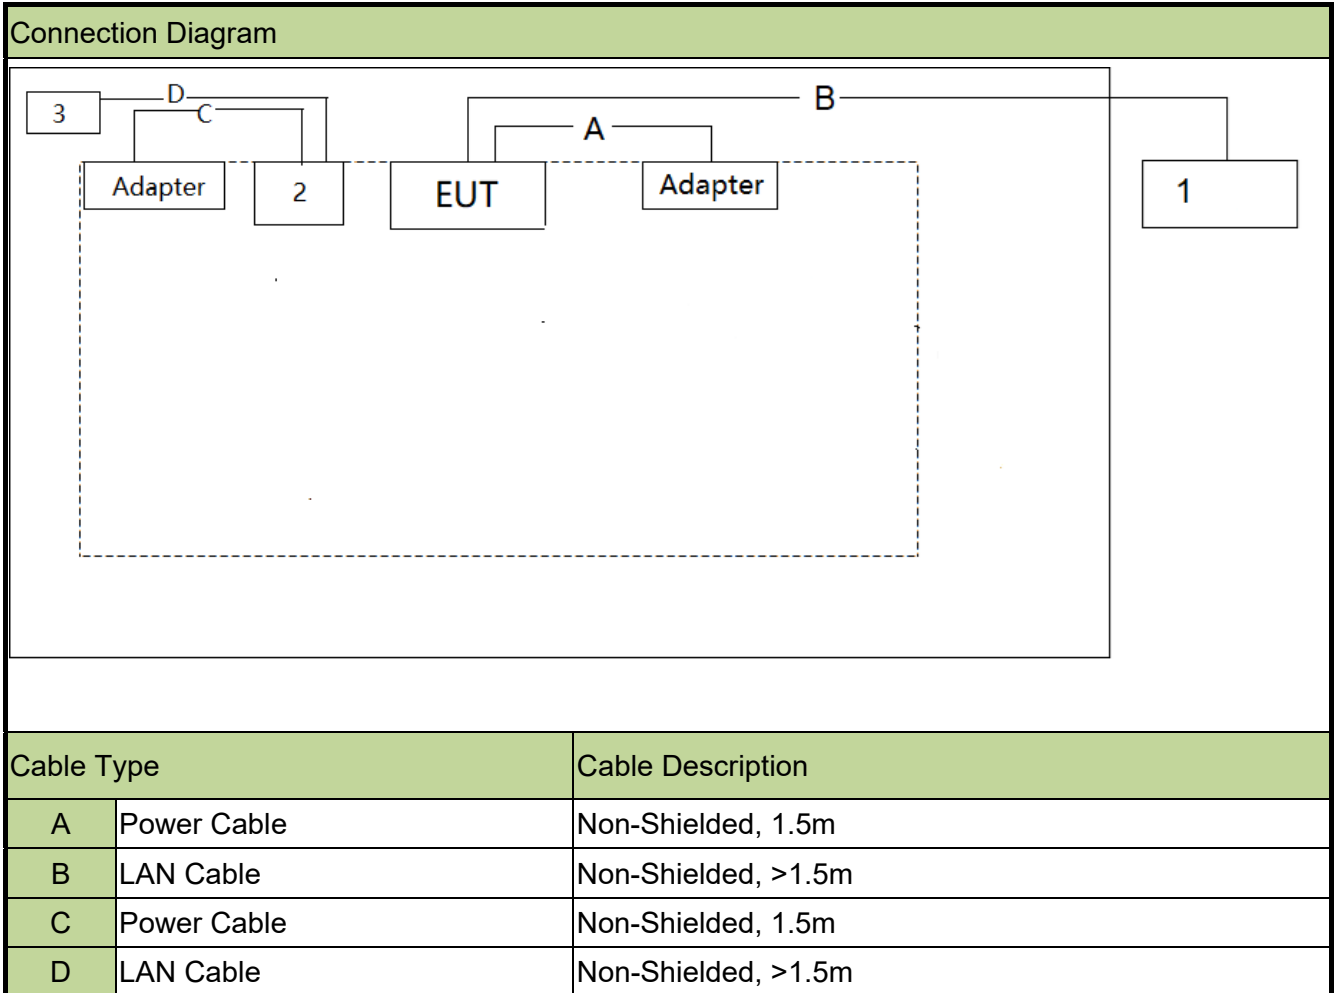 Connection Diagram
3
D
C
A
B
Adapter
2
EUT
Adapter
1
Cable Type
Cable Description
A
Power Cable
Non-Shielded, 1.5m
B
LAN Cable
Non-Shielded, >1.5m
C
Power Cable
Non-Shielded, 1.5m
D
LAN Cable
Non-Shielded, >1.5m